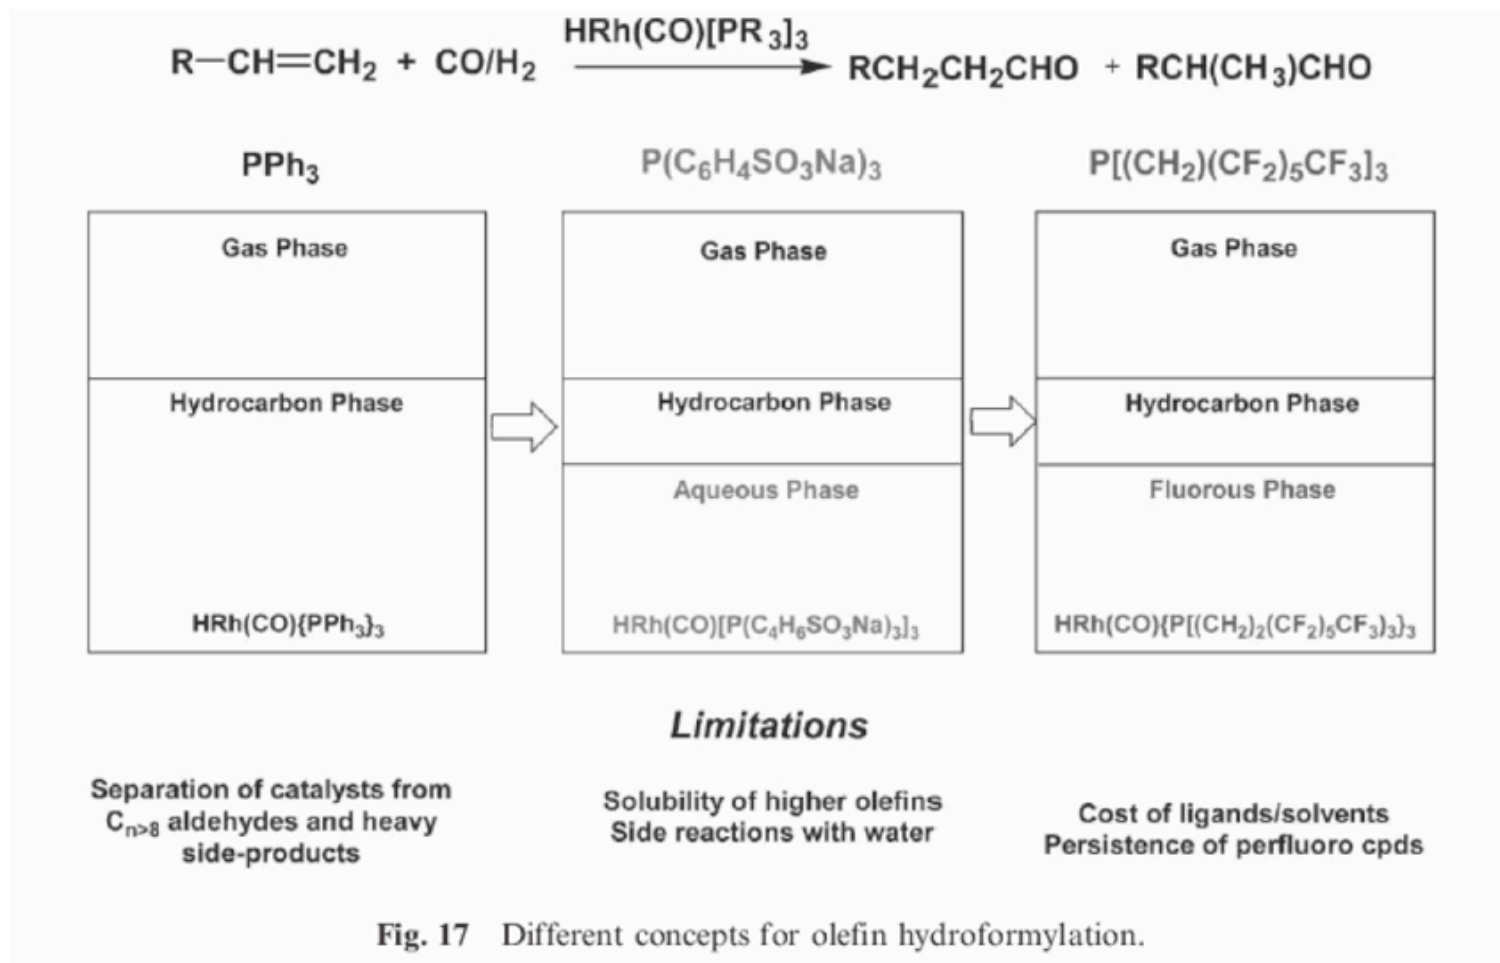 HRh(CO)[PR₃]₃
R—CH=CH₂ + CO/H₂ RCH₂CH₂CHO + RCH(CH₃)CHO
PPh₃
P(C₆H₄SO₃Na)₃
P[(CH₂)(CF₂)₅CF₃]₃
Gas Phase
Hydrocarbon Phase
HRh(CO){PPh₃}₃
Gas Phase
Hydrocarbon Phase
Aqueous Phase
HRh(CO)[P(C₄H₆SO₃Na)₃]₃
Gas Phase
Hydrocarbon Phase
Fluorous Phase
HRh(CO){P[(CH₂)₂(CF₂)₅CF₃)₃}₃
Limitations
Separation of catalysts from
Cₙ>₈ aldehydes and heavy
side-products
Solubility of higher olefins
Side reactions with water
Cost of ligands/solvents
Persistence of perfluoro cpds
Fig. 17 Different concepts for olefin hydroformylation.